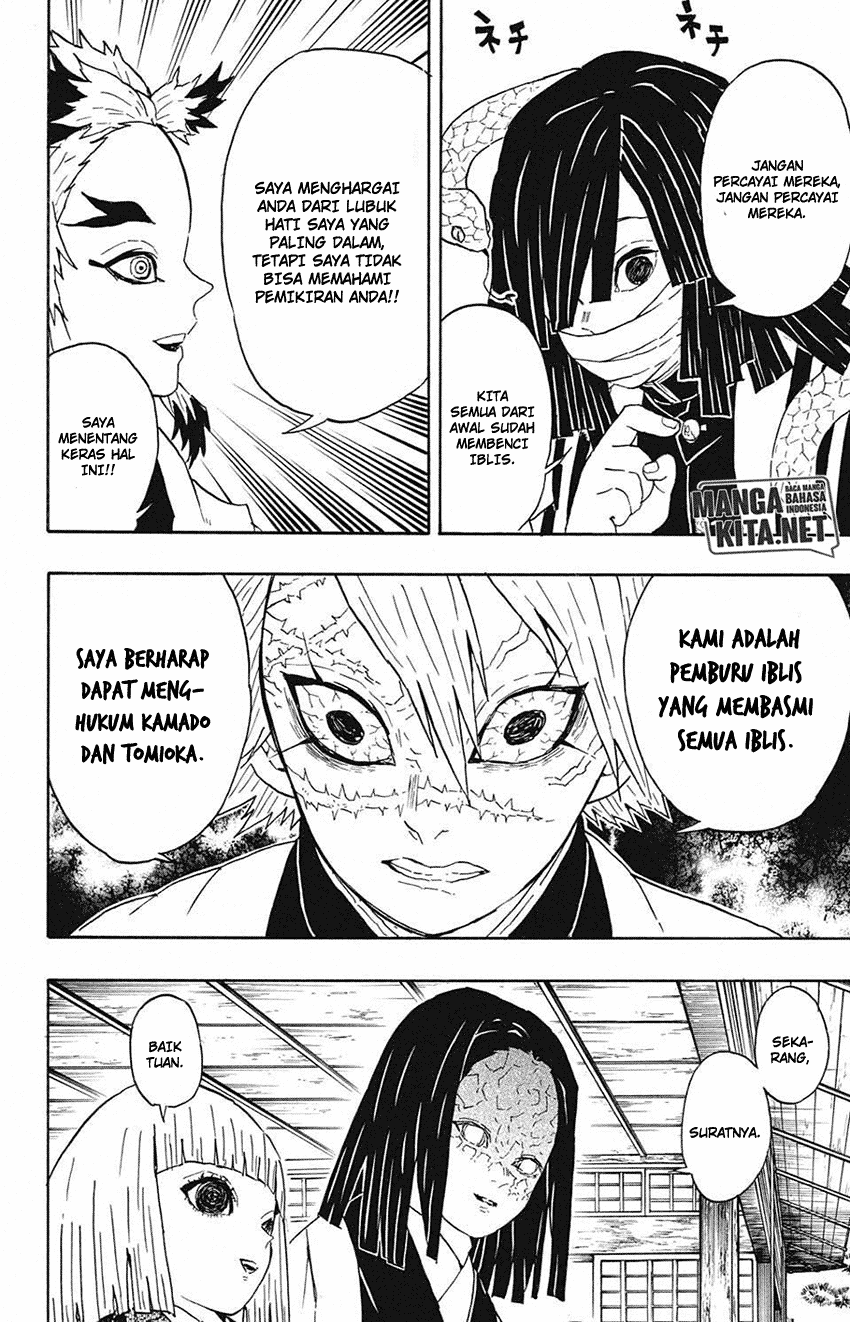 ネチ
ネチ
JANGAN
PERCAYAI MEREKA,
JANGAN PERCAYAI
MEREKA.
KITA
SEMUA DARI
AWAL SUDAH
MEMBENCI
IBLIS.
SAYA MENGHARGAI
ANDA DARI LUBUK
HATI SAYA YANG
PALING DALAM,
TETAPI SAYA TIDAK
BISA MEMAHAMI
PEMIKIRAN ANDA!!
SAYA
MENENTANG
KERAS HAL
INI!!
MANGA
KITA.NET
BACA MANGA
BAHASA
INDONESIA
KAMI ADALAH
PEMBURU IBLIS
YANG MEMBASMI
SEMUA IBLIS.
SAYA BERHARAP
DAPAT MENG-
HUKUM KAMADO
DAN TOMIOKA.
SEKA-
RANG,
SURATNYA.
BAIK
TUAN.